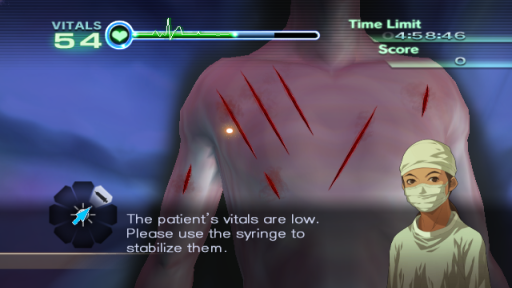 VITALS
54
Time Limit
04:58:46
Score
0
The patient's vitals are low.
Please use the syringe to
stabilize them.